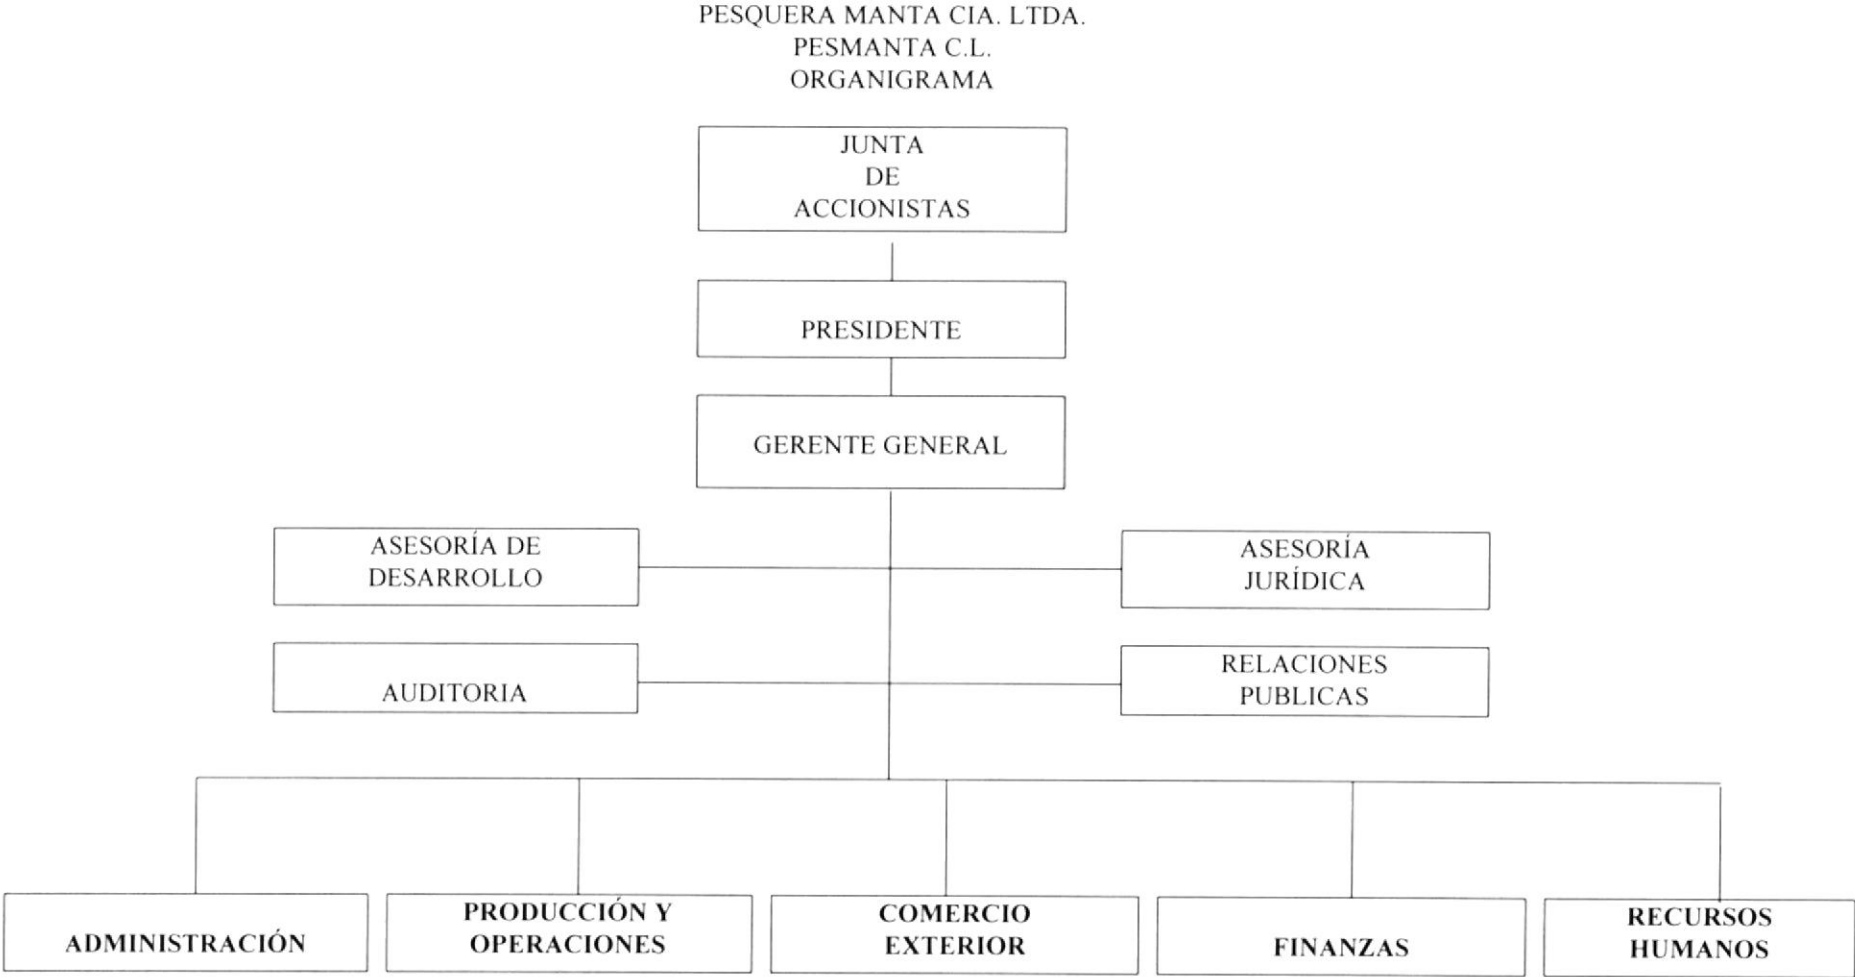 PESQUERA MANTA CIA. LTDA.
PESMANTA C.L.
ORGANIGRAMA
JUNTA
DE
ACCIONISTAS
PRESIDENTE
GERENTE GENERAL
ASESORÍA DE
DESARROLLO
ASESORÍA
JURÍDICA
AUDITORIA
RELACIONES
PUBLICAS
ADMINISTRACIÓN
PRODUCCIÓN Y
OPERACIONES
COMERCIO
EXTERIOR
FINANZAS
RECURSOS
HUMANOS